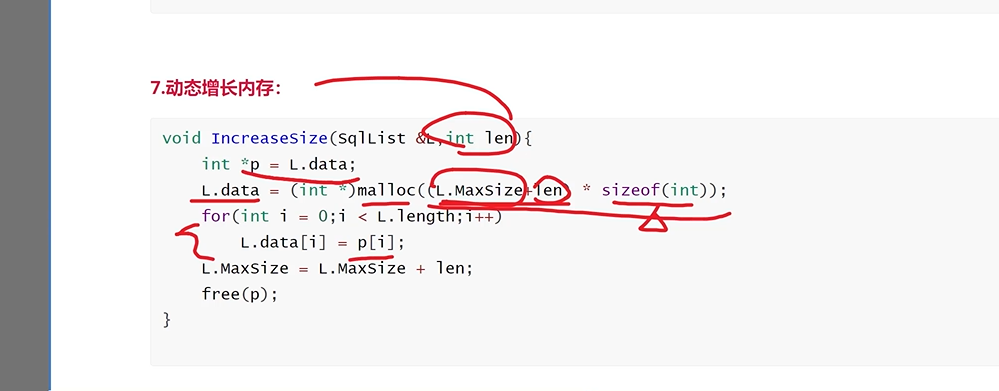 7.动态增长内存：
void IncreaseSize(SqlList &L,int len){
int *p = L.data;
L.data = (int *)malloc((L.MaxSize+len) * sizeof(int));
for(int i = 0;i < L.length;i++)
L.data[i] = p[i];
L.MaxSize = L.MaxSize + len;
free(p);
}